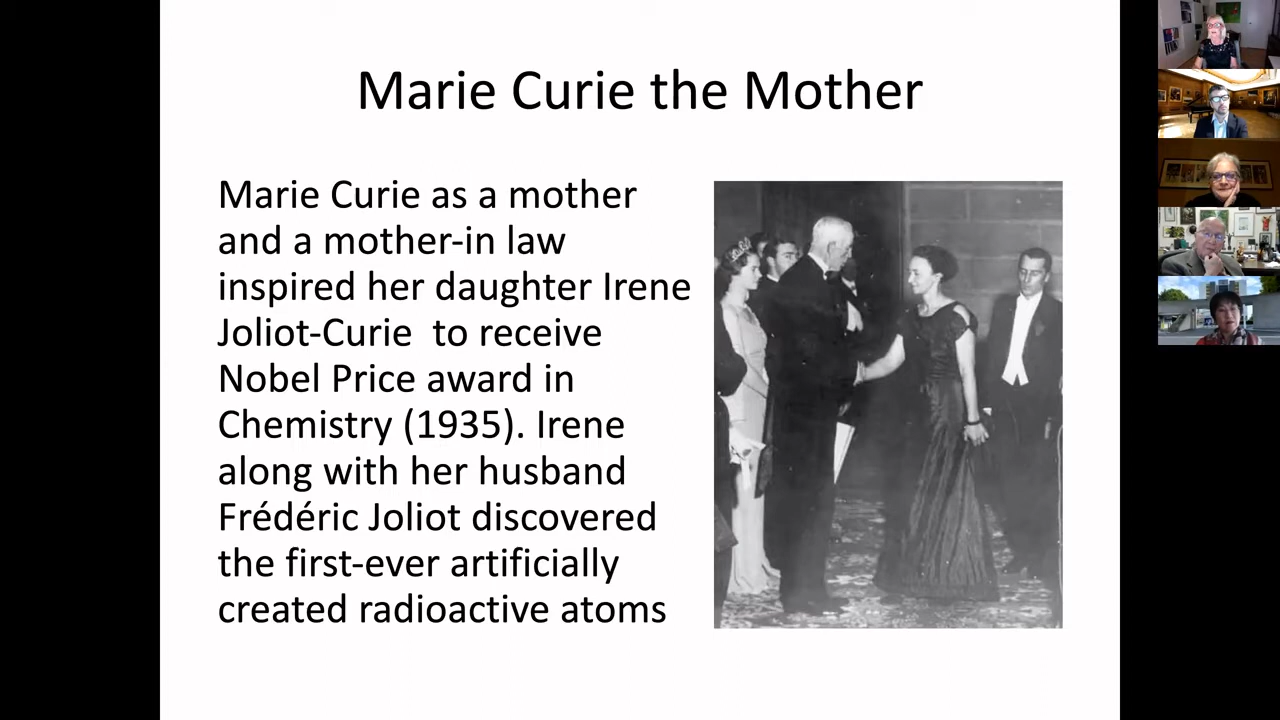 Marie Curie the Mother
Marie Curie as a mother
and a mother-in law
inspired her daughter Irene
Joliot-Curie  to receive
Nobel Price award in
Chemistry (1935). Irene
along with her husband
Frédéric Joliot discovered
the first-ever artificially
created radioactive atoms